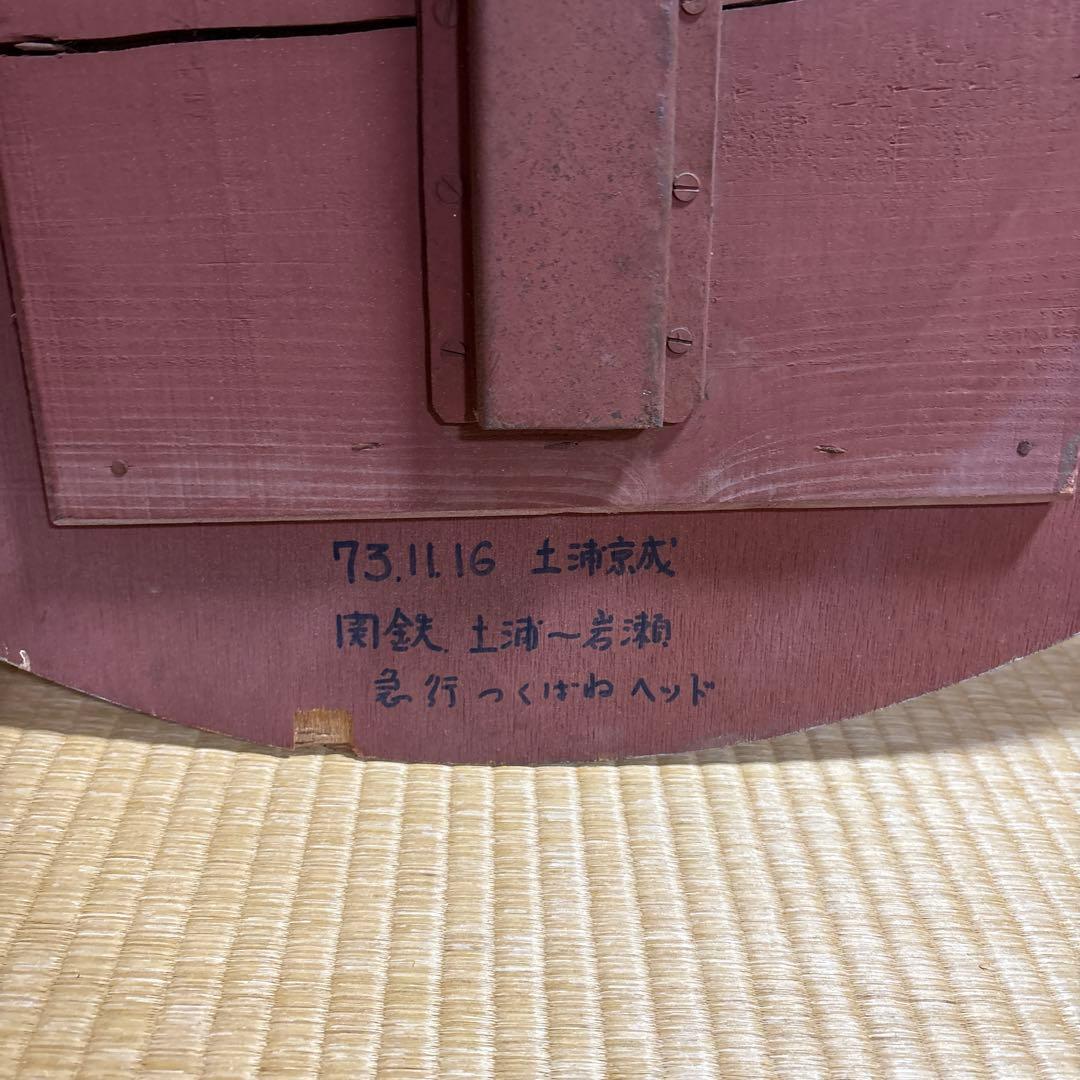 73.11.16 土浦京成
関鉄 土浦～岩瀬
急行 つくばね ヘッド